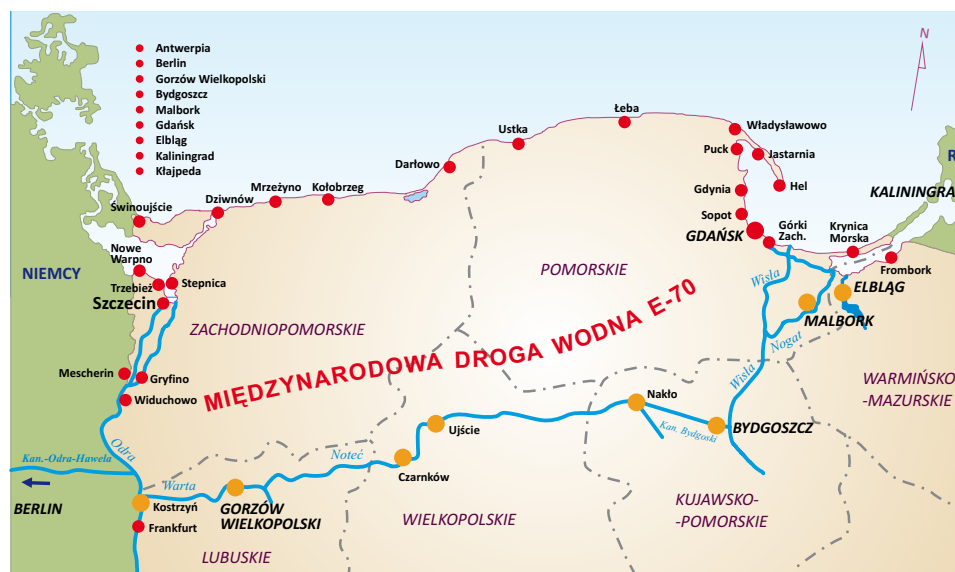 Antwerpia
Berlin
Gorzów Wielkopolski
Bydgoszcz
Malbork
Gdańsk
Elbląg
Kaliningrad
Kłajpeda
N
Łeba
Ustka
Władysławowo
Puck
Jastarnia
Darłowo
Hel
R
KALININGRA
Mrzeżyno
Kołobrzeg
Dziwnów
Świnoujście
Gdynia
Sopot
GDAŃSK
Górki
Zach.
Krynica
Morska
Frombork
Nowe
Warpno
NIEMCY
Trzebież
Stepnica
Szczecin
POMORSKIE
Wisła
ELBLĄG
MALBORK
ZACHODNIOPOMORSKIE
Nogat
MIĘDZYNARODOWA DROGA WODNA E-70
Mescherin
Gryfino
Widuchowo
Wisła
WARMIŃSKO
-MAZURSKIE
Nakło
Kan. Bydgoski
BYDGOSZCZ
Ujście
Odra
Noteć
Kan.-Odra-Hawela
Czarnków
Warta
BERLIN
Kostrzyń
GORZÓW
WIELKOPOLSKI
Frankfurt
WIELKOPOLSKIE
KUJAWSKO-
-POMORSKIE
LUBUSKIE